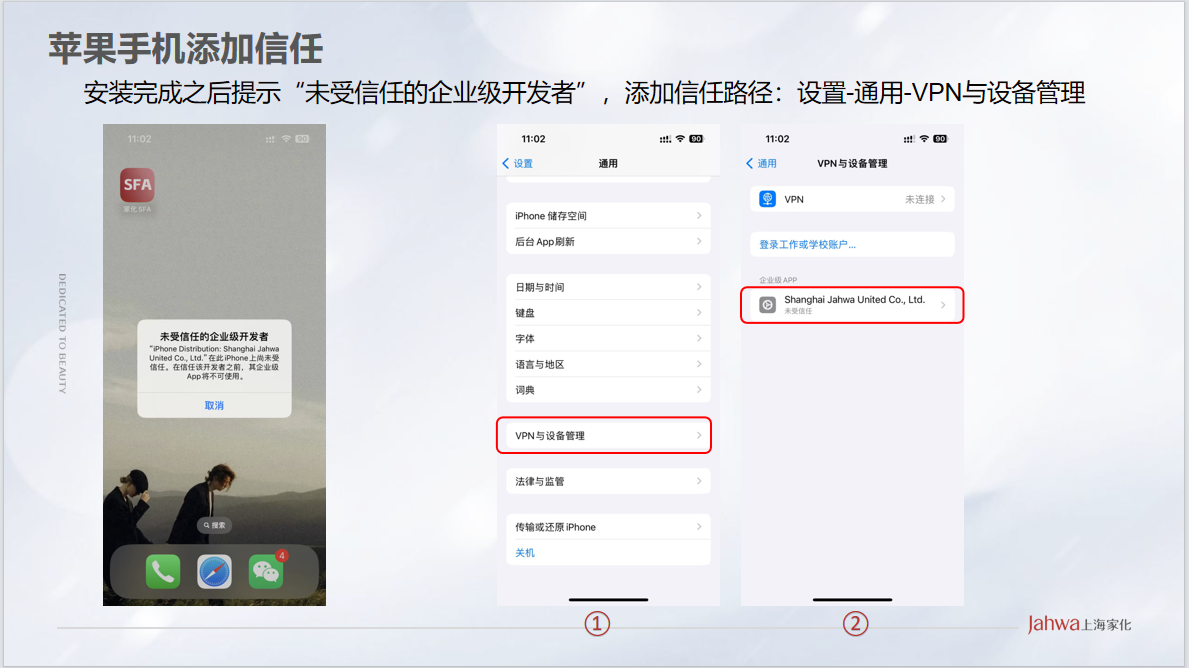 苹果手机添加信任
安装完成之后提示“未受信任的企业级开发者”，添加信任路径：设置-通用-VPN与设备管理
DEDICATED TO BEAUTY
11:02
90
SFA
家化SFA
未受信任的企业级开发者
“iPhone Distribution: Shanghai Jahwa
United Co., Ltd.”在此iPhone上尚未受
信任。在信任该开发者之前，其企业级
App将不可使用。
取消
搜索
4
11:02
90
设置
通用
iPhone 储存空间
后台App刷新
日期与时间
键盘
字体
语言与地区
词典
VPN与设备管理
法律与监管
传输或还原iPhone
关机
①
11:02
90
通用
VPN与设备管理
VPN
未连接
登录工作或学校账户...
企业级 APP
Shanghai Jahwa United Co., Ltd.
未受信任
②
Jahwa上海家化